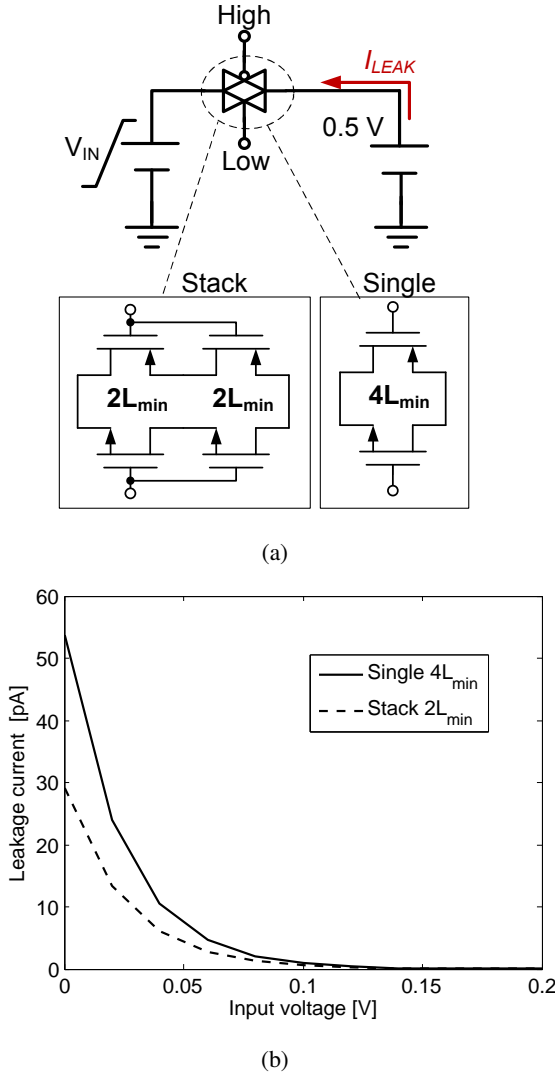 High
I_LEAK
V_IN
0.5 V
Low
Stack
Single
2L_min 2L_min
4L_min
(a)
60
50
40
30
20
10
0
Leakage current [pA]
Single 4L_min
Stack 2L_min
0 0.05 0.1 0.15 0.2
Input voltage [V]
(b)